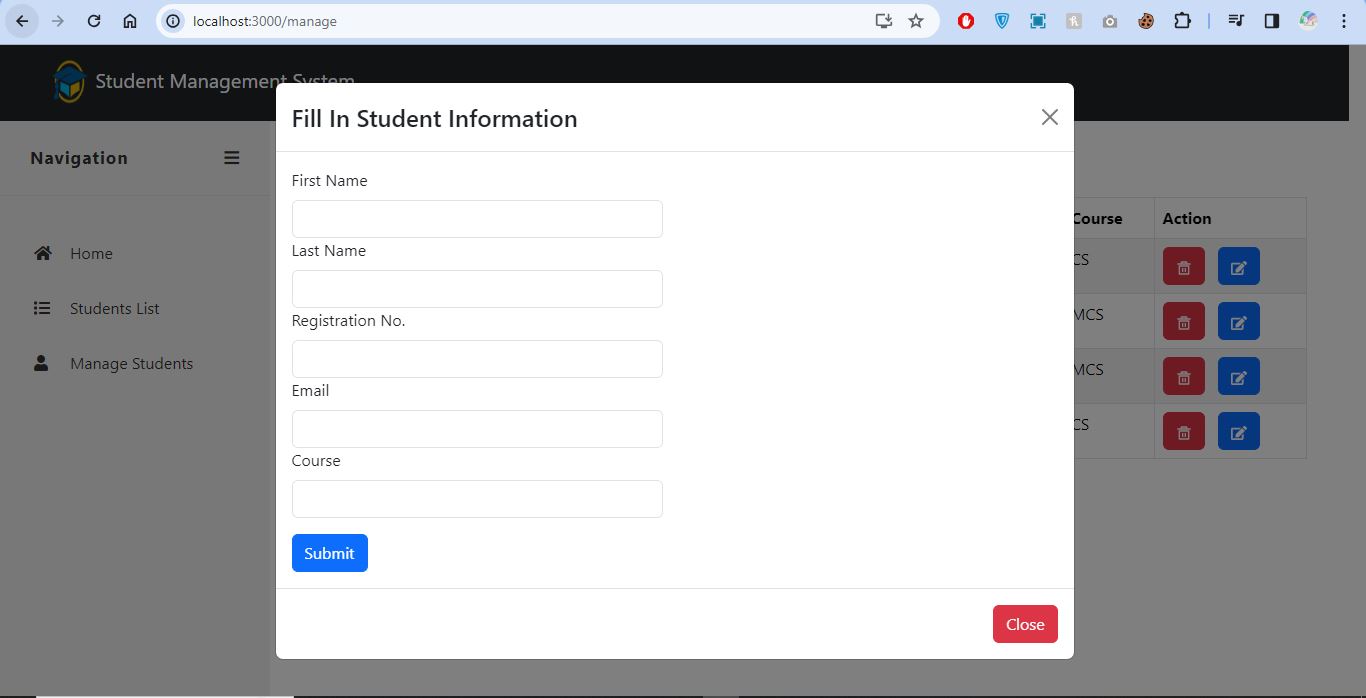 localhost:3000/manage
Student Management System
Fill In Student Information
Navigation
First Name
Last Name
Registration No.
Email
Course
Submit
Close
Home
Students List
Manage Students
Course Action
CS
MCS
MCS
CS